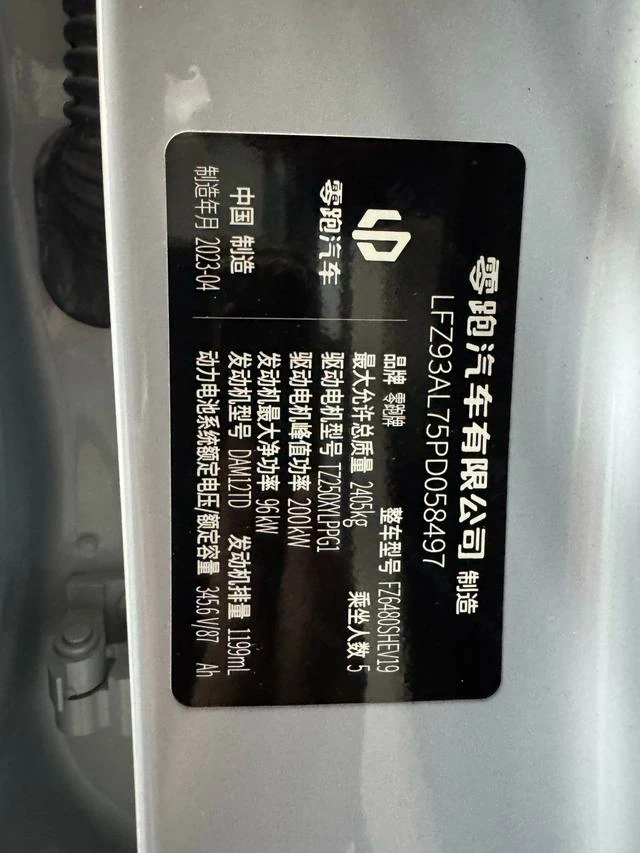 零跑汽车有限公司 制造
LFZ93AL75PD058497
零跑汽车
中国 制造
制造年月 2023-04
品牌 零跑牌 整车型号 FZ6480SHEV19
最大允许总质量 2405kg 乘坐人数 5
驱动电机型号 TZ250XYLPPG1
驱动电机峰值功率 200kW
发动机最大净功率 96kW
发动机型号 DAM12TD 发动机排量 1199mL
动力电池系统额定电压/额定容量 345.6 V/87 Ah